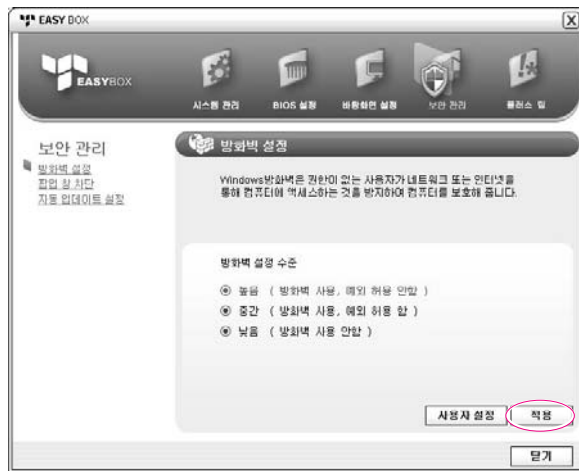 EASY BOX
EASYBOX
시스템 관리
BIOS 설정
바탕화면 설정
보안 관리
플러스 팁
보안 관리
방화벽 설정
팝업 창 차단
자동 업데이트 설정
방화벽 설정
Windows방화벽은 권한이 없는 사용자가 네트워크 또는 인터넷을
통해 컴퓨터에 액세스하는 것을 방지하여 컴퓨터를 보호해 줍니다.
방화벽 설정 수준
높음 ( 방화벽 사용, 예외 허용 안함 )
중간 ( 방화벽 사용, 예외 허용 함 )
낮음 ( 방화벽 사용 안함 )
사용자 설정
적용
닫기